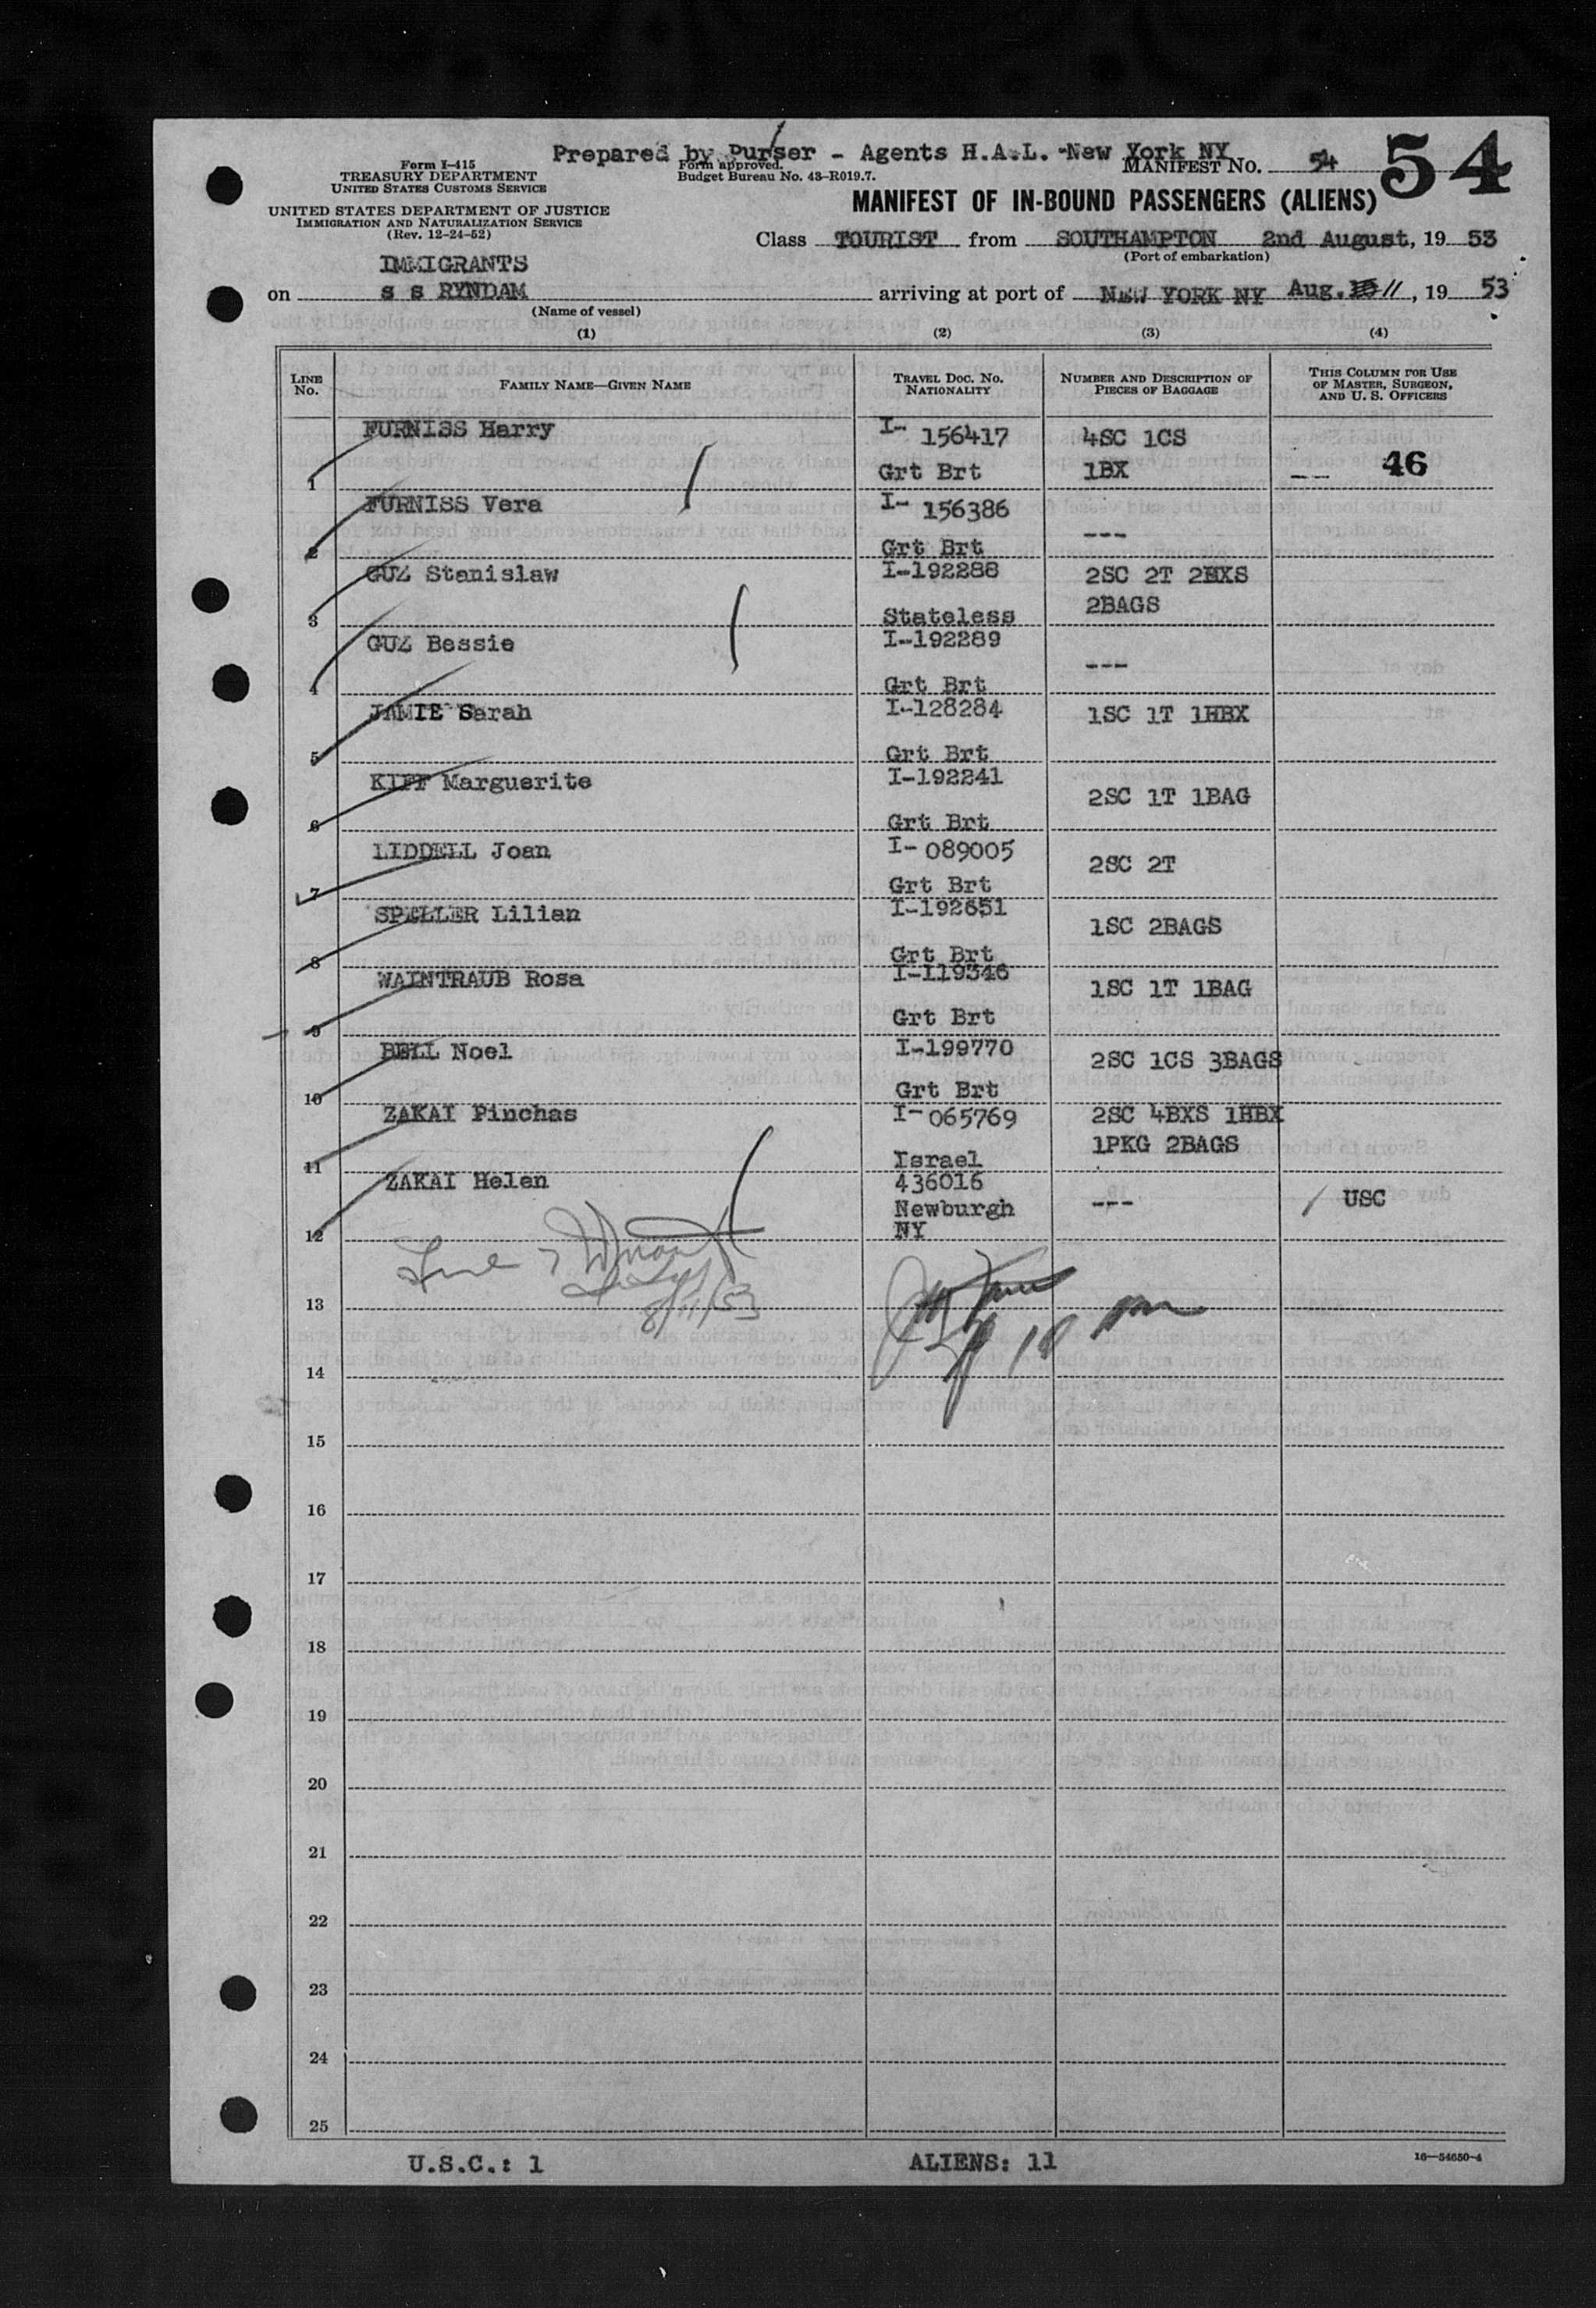 Prepared by Purser - Agents H.A.L. -New York NY
Form I-415
TREASURY DEPARTMENT
UNITED STATES CUSTOMS SERVICE
UNITED STATES DEPARTMENT OF JUSTICE
IMMIGRATION AND NATURALIZATION SERVICE
(Rev. 12-24-52)
Form approved.
Budget Bureau No. 43-R019.7.
MANIFEST NO. 54
54
MANIFEST OF IN-BOUND PASSENGERS (ALIENS)
Class TOURIST from SOUTHAMPTON 2nd August, 19 53
(Port of embarkation)
IMMIGRANTS
on s s RYNDAM arriving at port of NEW YORK NY Aug. 11, 19 53
(Name of vessel)
(1) (2) (3) (4)
LINE NO. FAMILY NAME—GIVEN NAME TRAVEL DOC. NO. NATIONALITY NUMBER AND DESCRIPTION OF PIECES OF BAGGAGE THIS COLUMN FOR USE OF MASTER, SURGEON, AND U. S. OFFICERS
FURNISS Harry I- 156417 4SC 1CS
1 Grt Brt 1BX -- 46
FURNISS Vera I- 156386 ---
2 Grt Brt
GUZ Stanislaw I-192288 2SC 2T 2HXS
3 Stateless 2BAGS
GUZ Bessie I-192289 ---
4 Grt Brt
JAMIE Sarah I-128284 1SC 1T 1HBX
5 Grt Brt
KIFF Marguerite I-192241 2SC 1T 1BAG
6 Grt Brt
LIDDELL Joan I- 089005 2SC 2T
7 Grt Brt
SPELLER Lilian I-192651 1SC 2BAGS
8 Grt Brt
WAINTRAUB Rosa I-119346 1SC 1T 1BAG
9 Grt Brt
BELL Noel I-199770 2SC 1CS 3BAGS
10 Grt Brt
ZAKAI Pinchas I- 065769 2SC 4BXS 1HBX
11 Israel 1PKG 2BAGS
ZAKAI Helen 436016 --- USC
Newburgh
12 NY
8/11/53
13
14
15
16
17
18
19
20
21
22
23
24
25
U.S.C.: 1 ALIENS: 11
16—54650-4